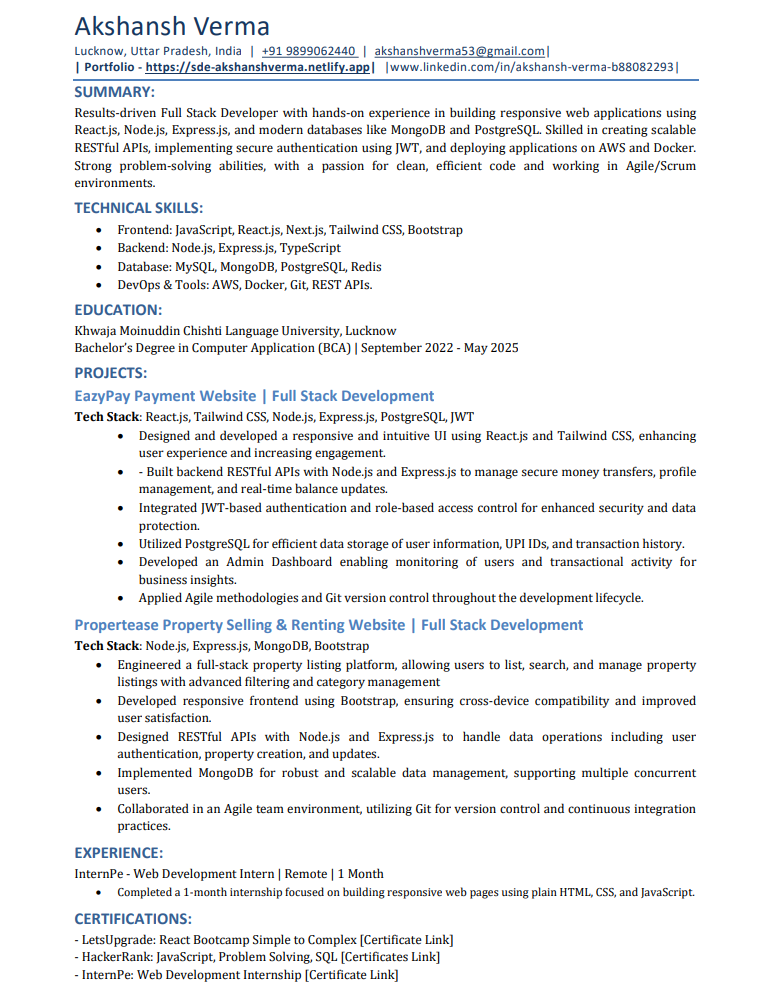 Akshansh Verma
Lucknow, Uttar Pradesh, India | +91 9899062440 | akshanshverma53@gmail.com|
| Portfolio - https://sde-akshanshverma.netlify.app| |www.linkedin.com/in/akshansh-verma-b88082293|
SUMMARY:
Results-driven Full Stack Developer with hands-on experience in building responsive web applications using
React.js, Node.js, Express.js, and modern databases like MongoDB and PostgreSQL. Skilled in creating scalable
RESTful APIs, implementing secure authentication using JWT, and deploying applications on AWS and Docker.
Strong problem-solving abilities, with a passion for clean, efficient code and working in Agile/Scrum
environments.
TECHNICAL SKILLS:
• Frontend: JavaScript, React.js, Next.js, Tailwind CSS, Bootstrap
• Backend: Node.js, Express.js, TypeScript
• Database: MySQL, MongoDB, PostgreSQL, Redis
• DevOps & Tools: AWS, Docker, Git, REST APIs.
EDUCATION:
Khwaja Moinuddin Chishti Language University, Lucknow
Bachelor's Degree in Computer Application (BCA) | September 2022 - May 2025
PROJECTS:
EazyPay Payment Website | Full Stack Development
Tech Stack: React.js, Tailwind CSS, Node.js, Express.js, PostgreSQL, JWT
• Designed and developed a responsive and intuitive UI using React.js and Tailwind CSS, enhancing
user experience and increasing engagement.
• - Built backend RESTful APIs with Node.js and Express.js to manage secure money transfers, profile
management, and real-time balance updates.
• Integrated JWT-based authentication and role-based access control for enhanced security and data
protection.
• Utilized PostgreSQL for efficient data storage of user information, UPI IDs, and transaction history.
• Developed an Admin Dashboard enabling monitoring of users and transactional activity for
business insights.
• Applied Agile methodologies and Git version control throughout the development lifecycle.
Propertease Property Selling & Renting Website | Full Stack Development
Tech Stack: Node.js, Express.js, MongoDB, Bootstrap
• Engineered a full-stack property listing platform, allowing users to list, search, and manage property
listings with advanced filtering and category management
• Developed responsive frontend using Bootstrap, ensuring cross-device compatibility and improved
user satisfaction.
• Designed RESTful APIs with Node.js and Express.js to handle data operations including user
authentication, property creation, and updates.
• Implemented MongoDB for robust and scalable data management, supporting multiple concurrent
users.
• Collaborated in an Agile team environment, utilizing Git for version control and continuous integration
practices.
EXPERIENCE:
InternPe - Web Development Intern | Remote | 1 Month
• Completed a 1-month internship focused on building responsive web pages using plain HTML, CSS, and JavaScript.
CERTIFICATIONS:
- LetsUpgrade: React Bootcamp Simple to Complex [Certificate Link]
- HackerRank: JavaScript, Problem Solving, SQL [Certificates Link]
- InternPe: Web Development Internship [Certificate Link]